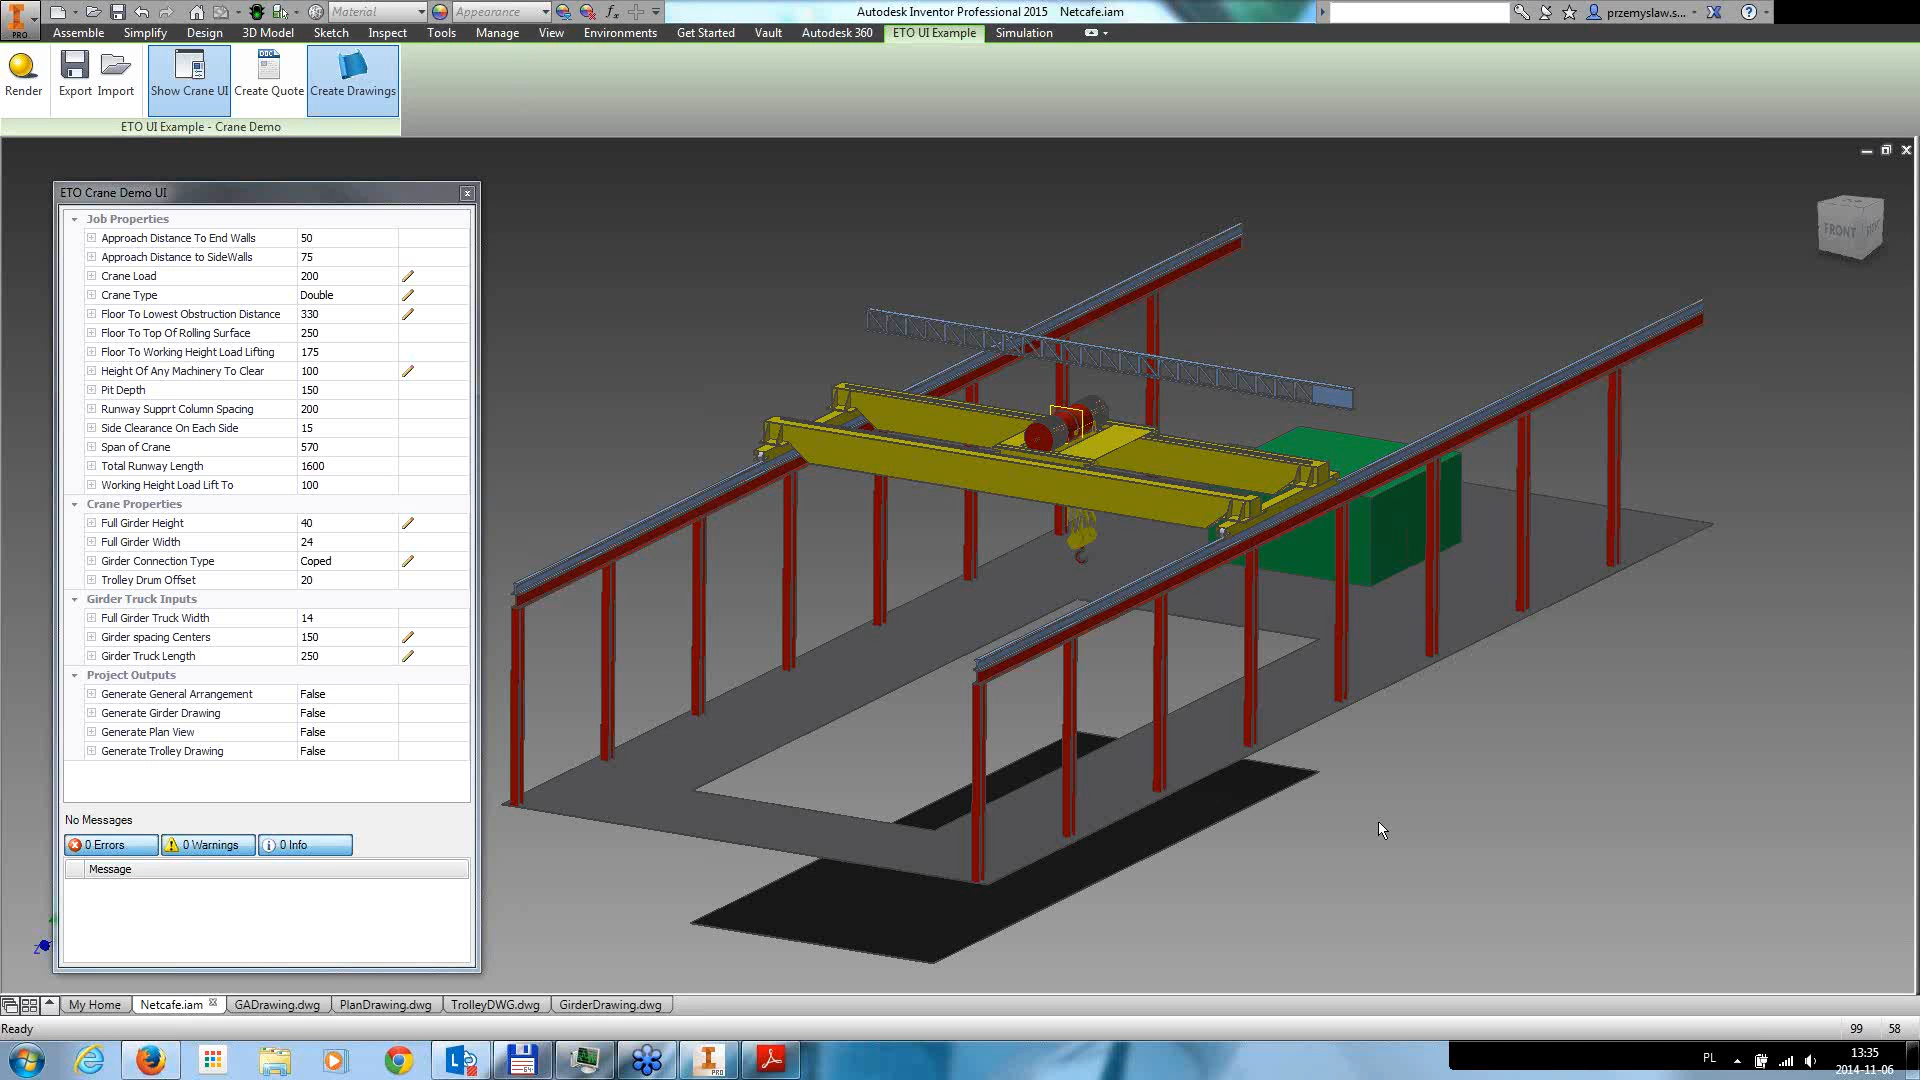 Material
Appearance
Autodesk Inventor Professional 2015 Netcafe.iam
przemyslaw.s...
PRO
Assemble Simplify Design 3D Model Sketch Inspect Tools Manage View Environments Get Started Vault Autodesk 360 ETO UI Example Simulation
Render Export Import Show Crane UI Create Quote Create Drawings
ETO UI Example - Crane Demo
FRONT
ETO Crane Demo UI
Job Properties
Approach Distance To End Walls 50
Approach Distance to SideWalls 75
Crane Load 200
Crane Type Double
Floor To Lowest Obstruction Distance 330
Floor To Top Of Rolling Surface 250
Floor To Working Height Load Lifting 175
Height Of Any Machinery To Clear 100
Pit Depth 150
Runway Supprt Column Spacing 200
Side Clearance On Each Side 15
Span of Crane 570
Total Runway Length 1600
Working Height Load Lift To 100
Crane Properties
Full Girder Height 40
Full Girder Width 24
Girder Connection Type Coped
Trolley Drum Offset 20
Girder Truck Inputs
Full Girder Truck Width 14
Girder spacing Centers 150
Girder Truck Length 250
Project Outputs
Generate General Arrangement False
Generate Girder Drawing False
Generate Plan View False
Generate Trolley Drawing False
No Messages
0 Errors 0 Warnings 0 Info
Message
Z
My Home Netcafe.iam GADrawing.dwg PlanDrawing.dwg TrolleyDWG.dwg GirderDrawing.dwg
Ready 99 58
PL 13:35
2014-11-06